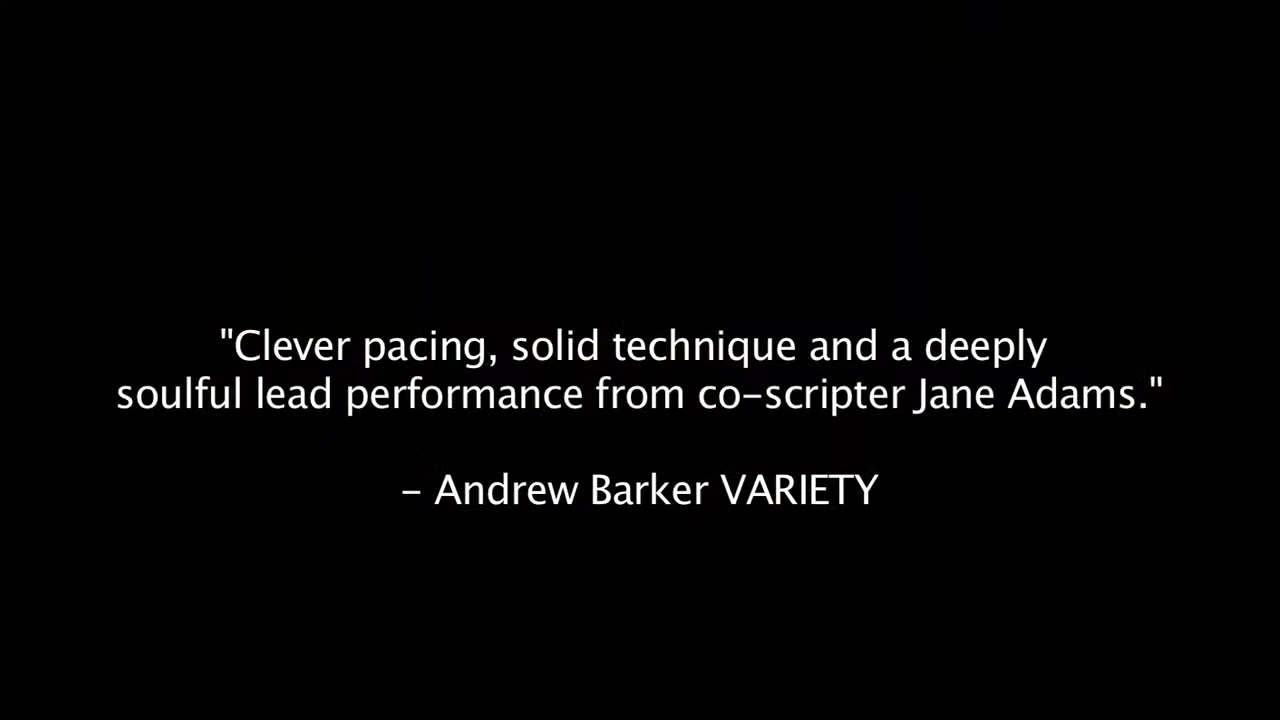 "Clever pacing, solid technique and a deeply
soulful lead performance from co-scripter Jane Adams."
- Andrew Barker VARIETY